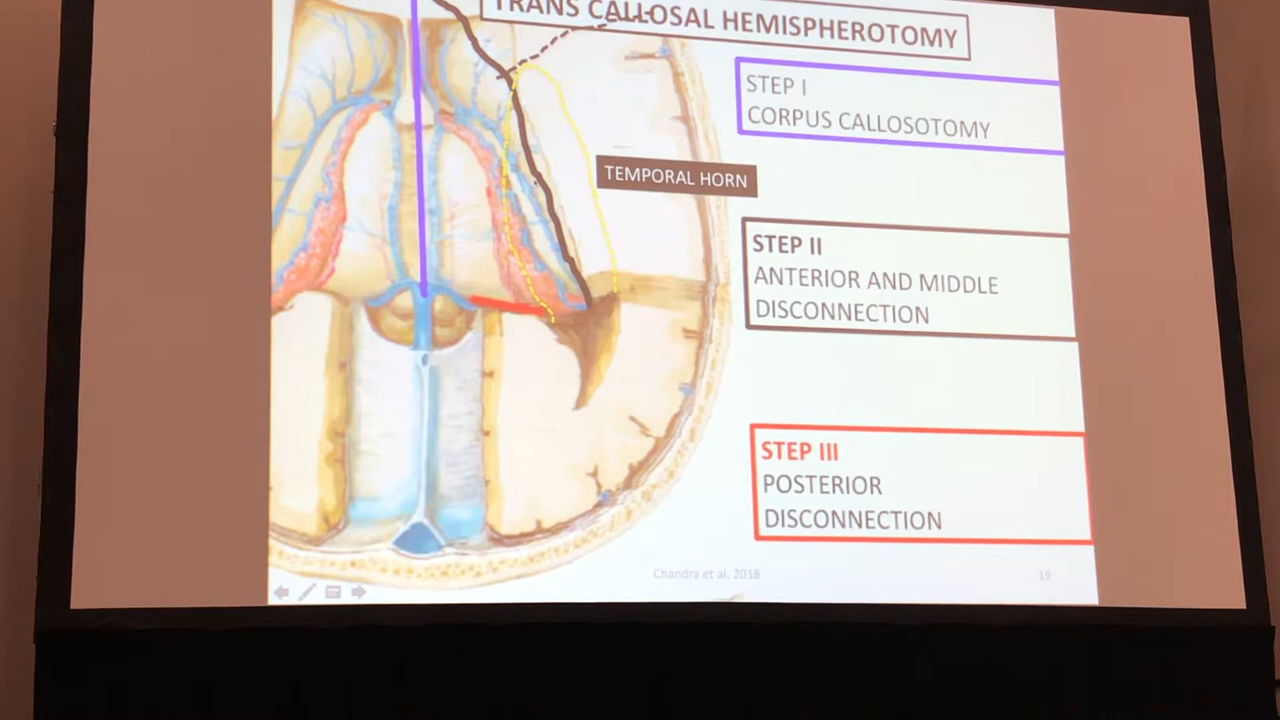 TRANS CALLOSAL HEMISPHEROTOMY
STEP I
CORPUS CALLOSOTOMY
TEMPORAL HORN
STEP II
ANTERIOR AND MIDDLE
DISCONNECTION
STEP III
POSTERIOR
DISCONNECTION
Chandra et al, 2018
19